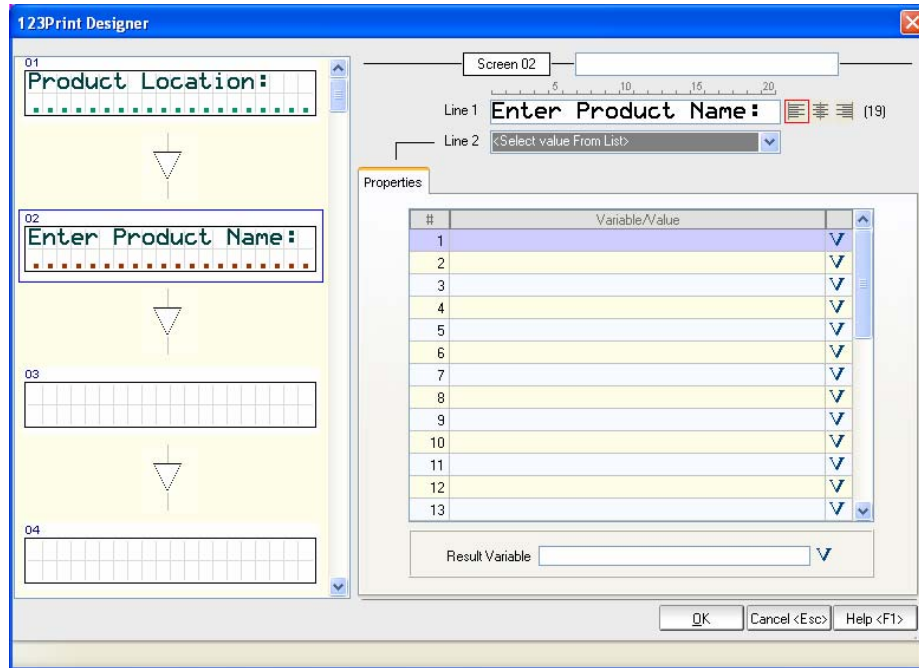 123Print Designer
01
Product Location:
02
Enter Product Name:
03
04
Screen 02
5 10 15 20
Line 1 Enter Product Name: (19)
Line 2 <Select value From List>
Properties
# Variable/Value
1 V
2 V
3 V
4 V
5 V
6 V
7 V
8 V
9 V
10 V
11 V
12 V
13 V
Result Variable V
OK Cancel <Esc> Help <F1>